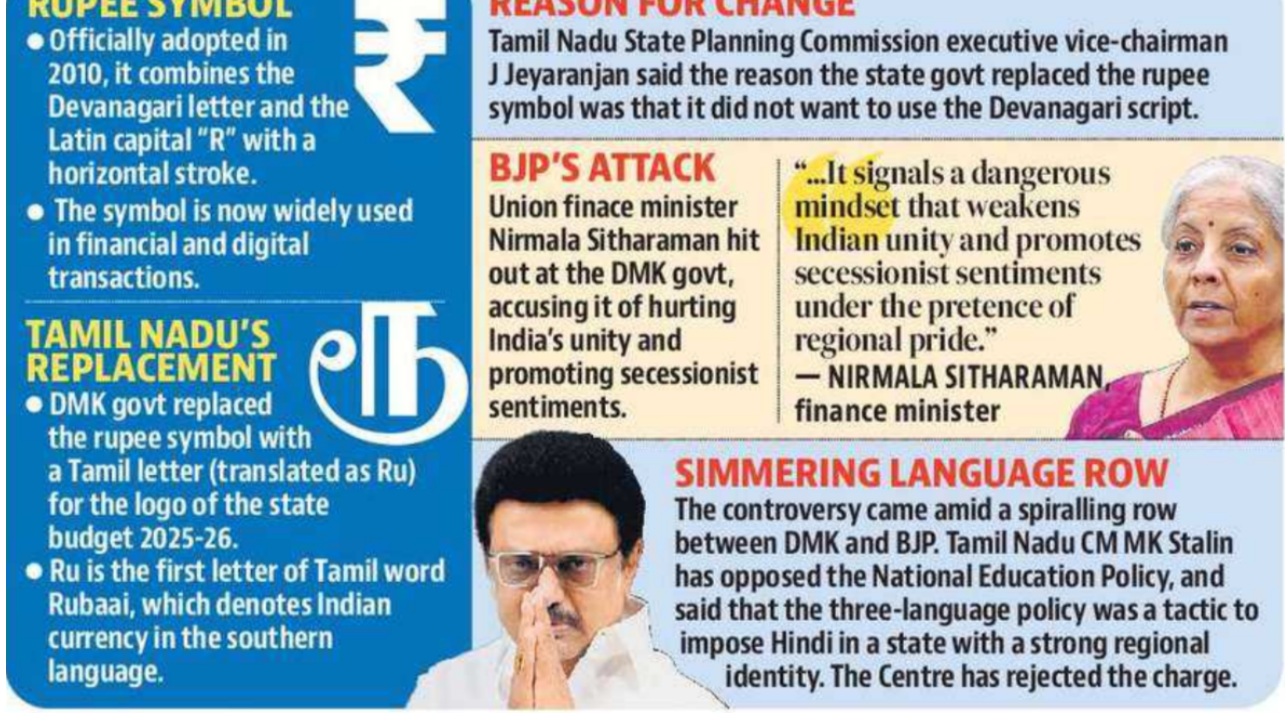 RUPEE SYMBOL
● Officially adopted in
2010, it combines the
Devanagari letter and the
Latin capital "R" with a
horizontal stroke.
● The symbol is now widely used
in financial and digital
transactions.
₹
TAMIL NADU'S
REPLACEMENT
● DMK govt replaced
the rupee symbol with
a Tamil letter (translated as Ru)
for the logo of the state
budget 2025-26.
● Ru is the first letter of Tamil word
Rubaai, which denotes Indian
currency in the southern
language.
ரூ
REASON FOR CHANGE
Tamil Nadu State Planning Commission executive vice-chairman
J Jeyaranjan said the reason the state govt replaced the rupee
symbol was that it did not want to use the Devanagari script.
BJP'S ATTACK
Union finace minister
Nirmala Sitharaman hit
out at the DMK govt,
accusing it of hurting
India's unity and
promoting secessionist
sentiments.
"...It signals a dangerous
mindset that weakens
Indian unity and promotes
secessionist sentiments
under the pretence of
regional pride."
— NIRMALA SITHARAMAN,
finance minister
SIMMERING LANGUAGE ROW
The controversy came amid a spiralling row
between DMK and BJP. Tamil Nadu CM MK Stalin
has opposed the National Education Policy, and
said that the three-language policy was a tactic to
impose Hindi in a state with a strong regional
identity. The Centre has rejected the charge.